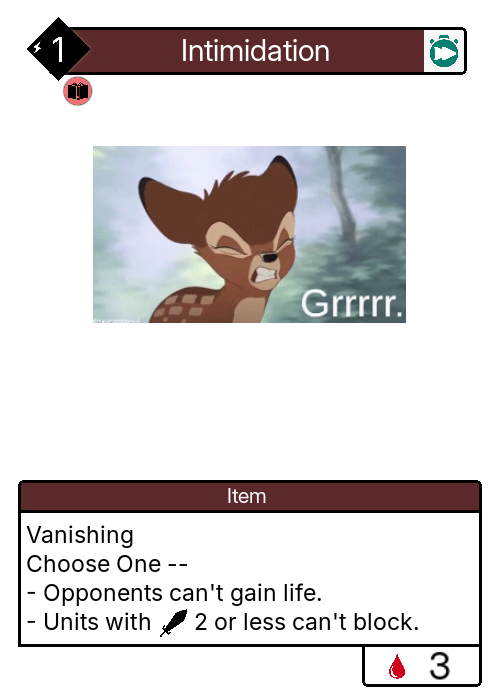 1 Intimidation
Grrrrr.
Item
Vanishing
Choose One --
- Opponents can't gain life.
- Units with 2 or less can't block.
3